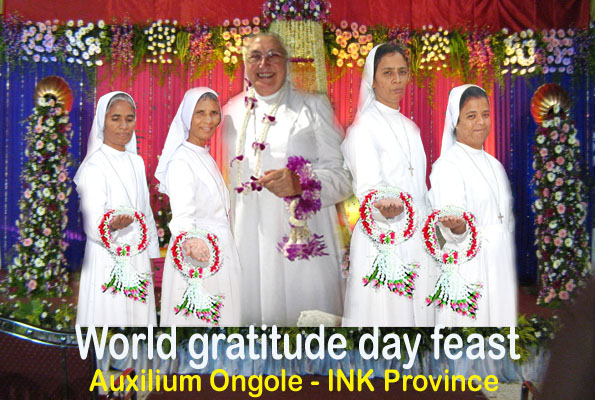 World gratitude day feast
Auxilium Ongole - INK Province